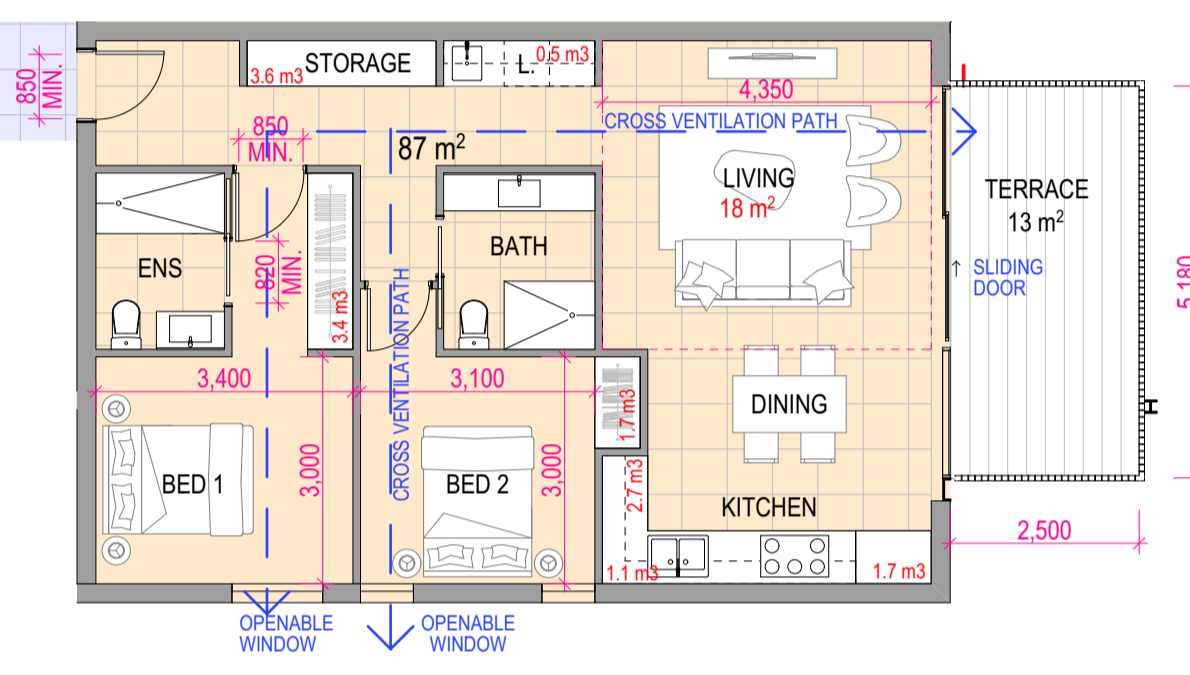 STORAGE
3.6 m3
L.
0.5 m3
850
MIN.
4,350
CROSS VENTILATION PATH
850
MIN.
87 m²
LIVING
18 m²
TERRACE
13 m²
SLIDING
DOOR
ENS
BATH
820
MIN.
3.4 m3
CROSS VENTILATION PATH
5,180
3,400
3,100
1.7 m3
DINING
BED 1
3,000
BED 2
3,000
2.7 m3
KITCHEN
2,500
1.1 m3
1.7 m3
OPENABLE
WINDOW
OPENABLE
WINDOW
H